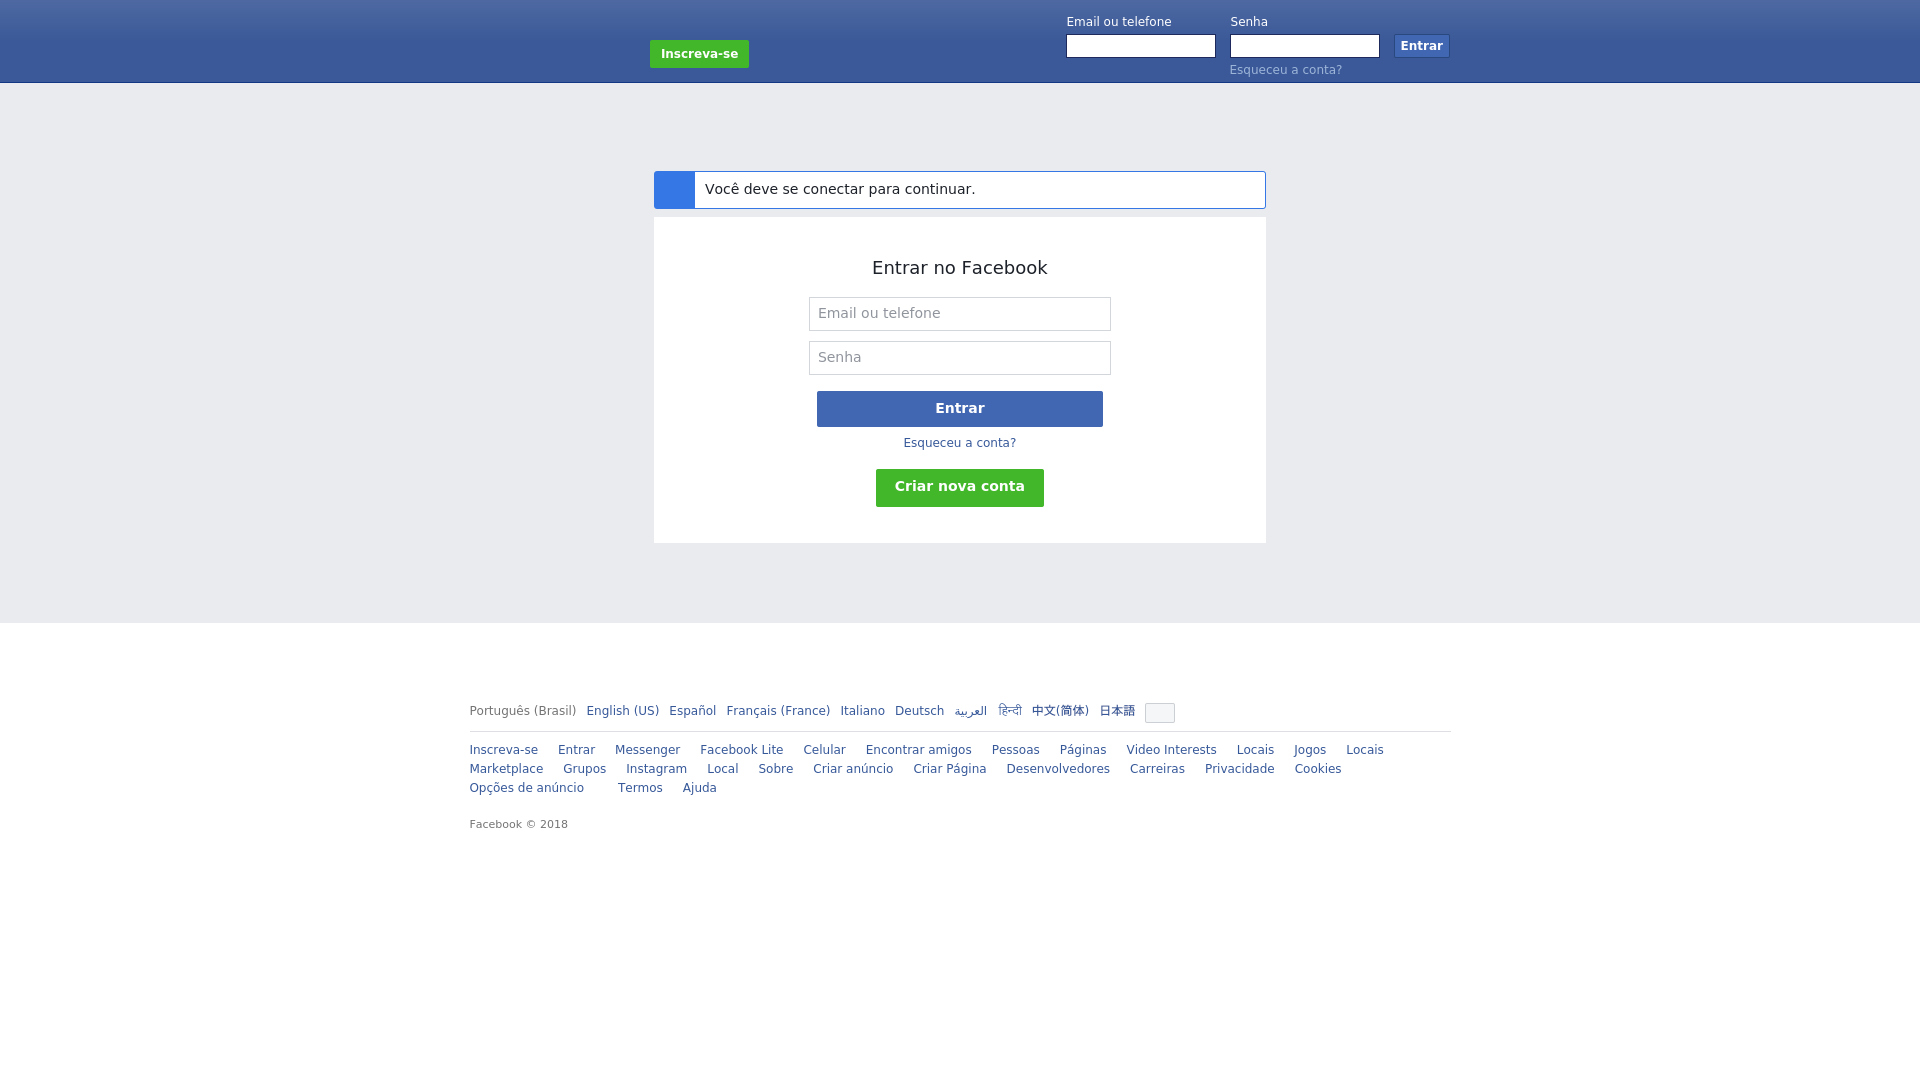 Email ou telefone Senha
Inscreva-se Entrar
Esqueceu a conta?
Você deve se conectar para continuar.
Entrar no Facebook
Email ou telefone
Senha
Entrar
Esqueceu a conta?
Criar nova conta
Português (Brasil) English (US) Español Français (France) Italiano Deutsch العربية हिन्दी 中文(简体) 日本語
Inscreva-se Entrar Messenger Facebook Lite Celular Encontrar amigos Pessoas Páginas Video Interests Locais Jogos Locais
Marketplace Grupos Instagram Local Sobre Criar anúncio Criar Página Desenvolvedores Carreiras Privacidade Cookies
Opções de anúncio Termos Ajuda
Facebook © 2018